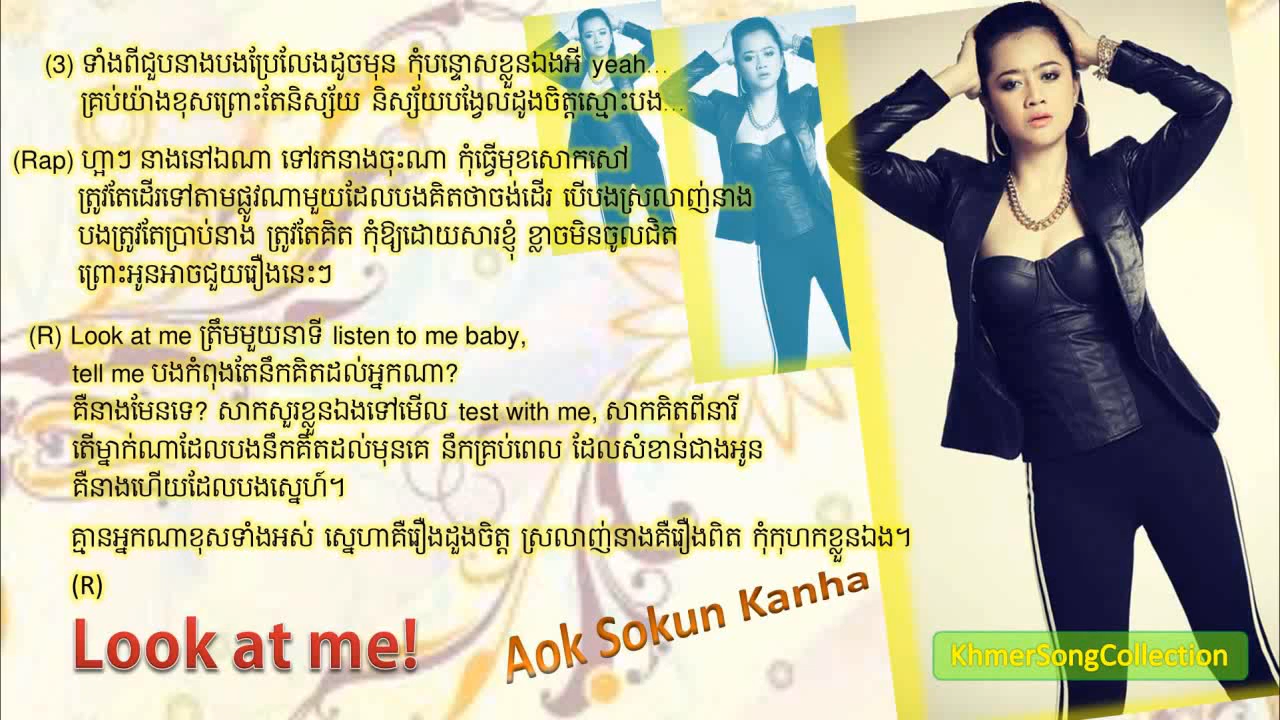 (3) ទាំងពីជួបនាងបងប្រែលែងដូចមុន កុំបន្ទោសខ្លួនឯងអី yeah...
គ្រប់យ៉ាងខុសព្រោះតែនិស្ស័យ និស្ស័យបង្វែលដូងចិត្តស្មោះបង...
(Rap) ហ្អាៗ នាងនៅឯណា ទៅរកនាងចុះណា កុំធ្វើមុខសោកសៅ
ត្រូវតែដើរទៅតាមផ្លូវណាមួយដែលបងគិតថាចង់ដើរ បើបងស្រលាញ់នាង
បងត្រូវតែប្រាប់នាង ត្រូវតែគិត កុំឱ្យដោយសារខ្ញុំ ខ្លាចមិនចូលជិត
ព្រោះអូនអាចជួយរឿងនេះៗ
(R) Look at me ត្រឹមមួយនាទី listen to me baby,
tell me បងកំពុងតែនឹកគិតដល់អ្នកណា?
គឺនាងមែនទេ? សាកសួរខ្លួនឯងទៅមើល test with me, សាកគិតពីនារី
តើម្នាក់ណាដែលបងនឹកគិតដល់មុនគេ នឹកគ្រប់ពេល ដែលសំខាន់ជាងអូន
គឺនាងហើយដែលបងស្នេហ៍។
គ្មានអ្នកណាខុសទាំងអស់ ស្នេហាគឺរឿងដួងចិត្ត ស្រលាញ់នាងគឺរឿងពិត កុំកុហកខ្លួនឯង។
(R)
Look at me!
Aok Sokun Kanha
KhmerSongCollection